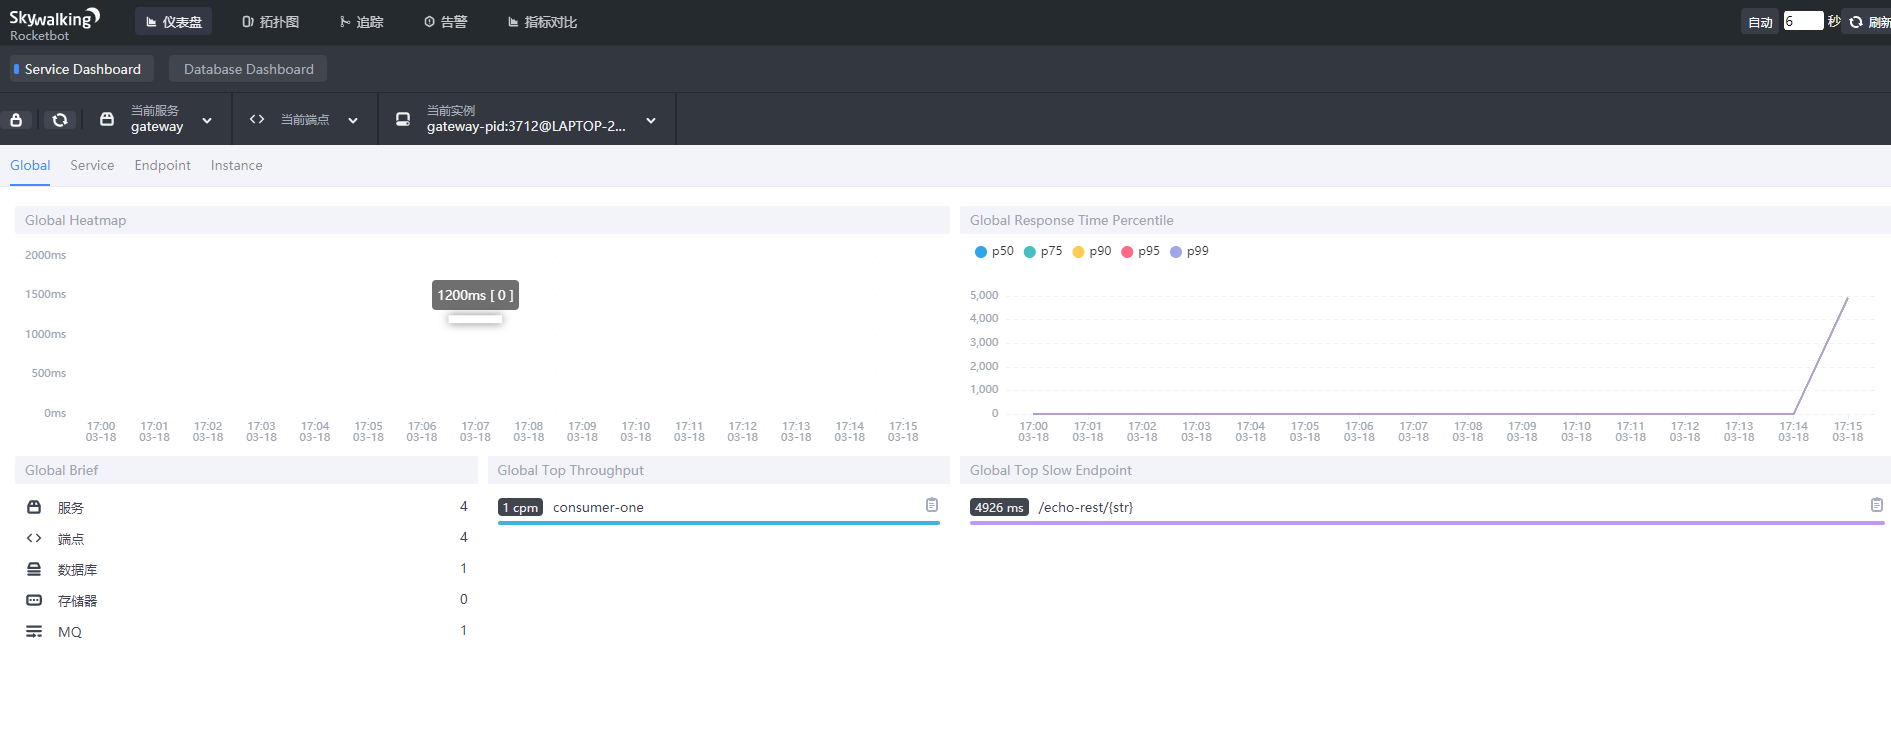 Skywalking
Rocketbot
仪表盘
拓扑图
追踪
告警
指标对比
自动
6
秒
刷新
Service Dashboard
Database Dashboard
当前服务
gateway
当前端点
当前实例
gateway-pid:3712@LAPTOP-2...
Global
Service
Endpoint
Instance
Global Heatmap
2000ms
1500ms
1000ms
500ms
0ms
1200ms [ 0 ]
17:00 17:01 17:02 17:03 17:04 17:05 17:06 17:07 17:08 17:09 17:10 17:11 17:12 17:13 17:14 17:15
03-18 03-18 03-18 03-18 03-18 03-18 03-18 03-18 03-18 03-18 03-18 03-18 03-18 03-18 03-18 03-18
Global Response Time Percentile
p50 p75 p90 p95 p99
5,000
4,000
3,000
2,000
1,000
0
17:00 17:01 17:02 17:03 17:04 17:05 17:06 17:07 17:08 17:09 17:10 17:11 17:12 17:13 17:14 17:15
03-18 03-18 03-18 03-18 03-18 03-18 03-18 03-18 03-18 03-18 03-18 03-18 03-18 03-18 03-18 03-18
Global Brief
服务 4
端点 4
数据库 1
存储器 0
MQ 1
Global Top Throughput
1 cpm consumer-one
Global Top Slow Endpoint
4926 ms /echo-rest/{str}